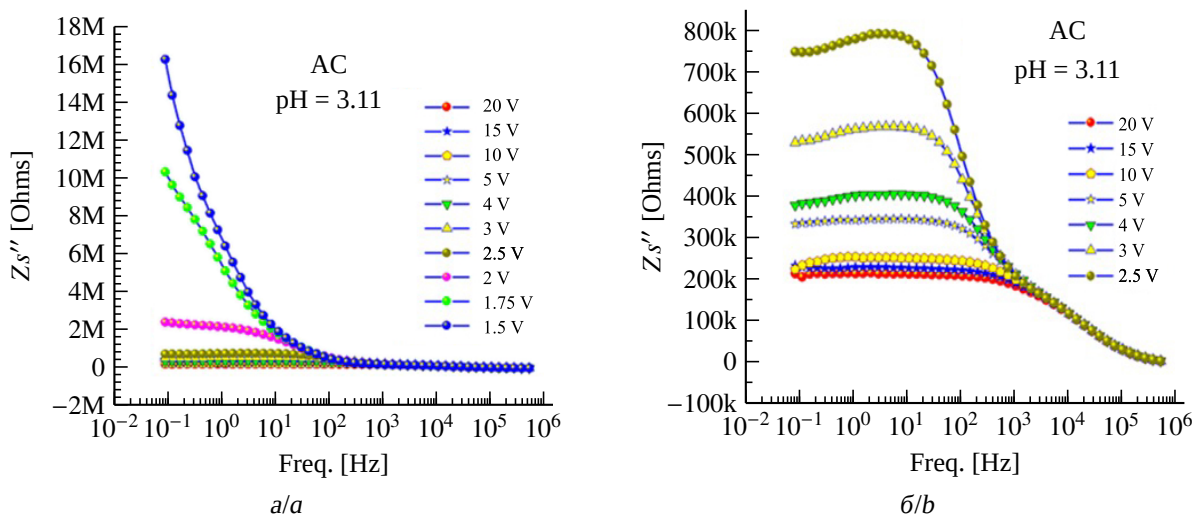 18M
16M
14M
12M
10M
8M
6M
4M
2M
0
−2M
Zs″ [Ohms]
AC
pH = 3.11
20 V
15 V
10 V
5 V
4 V
3 V
2.5 V
2 V
1.75 V
1.5 V
10⁻² 10⁻¹ 10⁰ 10¹ 10² 10³ 10⁴ 10⁵ 10⁶
Freq. [Hz]
а/a
800k
700k
600k
500k
400k
300k
200k
100k
0
−100k
Zs″ [Ohms]
AC
pH = 3.11
20 V
15 V
10 V
5 V
4 V
3 V
2.5 V
10⁻² 10⁻¹ 10⁰ 10¹ 10² 10³ 10⁴ 10⁵ 10⁶
Freq. [Hz]
б/b